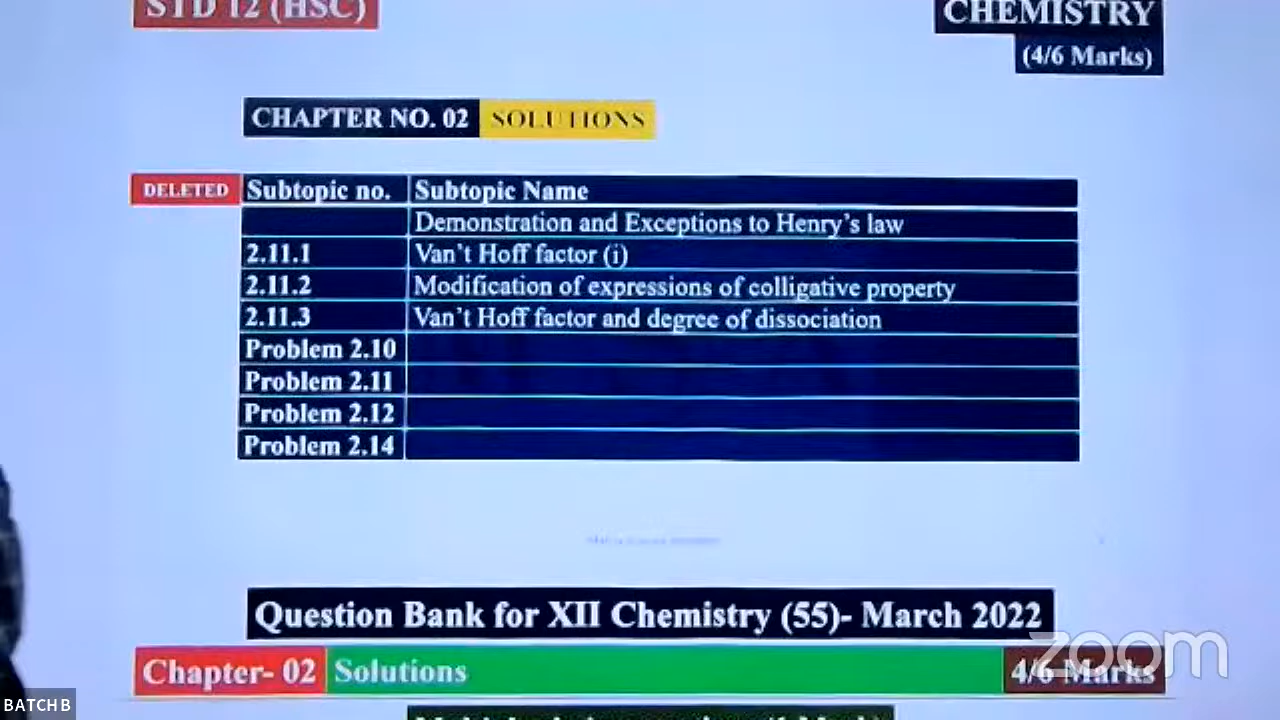 STD 12 (HSC)
CHEMISTRY
(4/6 Marks)
CHAPTER NO. 02 SOLUTIONS
DELETED Subtopic no. Subtopic Name
Demonstration and Exceptions to Henry's law
2.11.1 Van't Hoff factor (i)
2.11.2 Modification of expressions of colligative property
2.11.3 Van't Hoff factor and degree of dissociation
Problem 2.10
Problem 2.11
Problem 2.12
Problem 2.14
Question Bank for XII Chemistry (55)- March 2022
Chapter- 02 Solutions 4/6 Marks
zoom
BATCH B